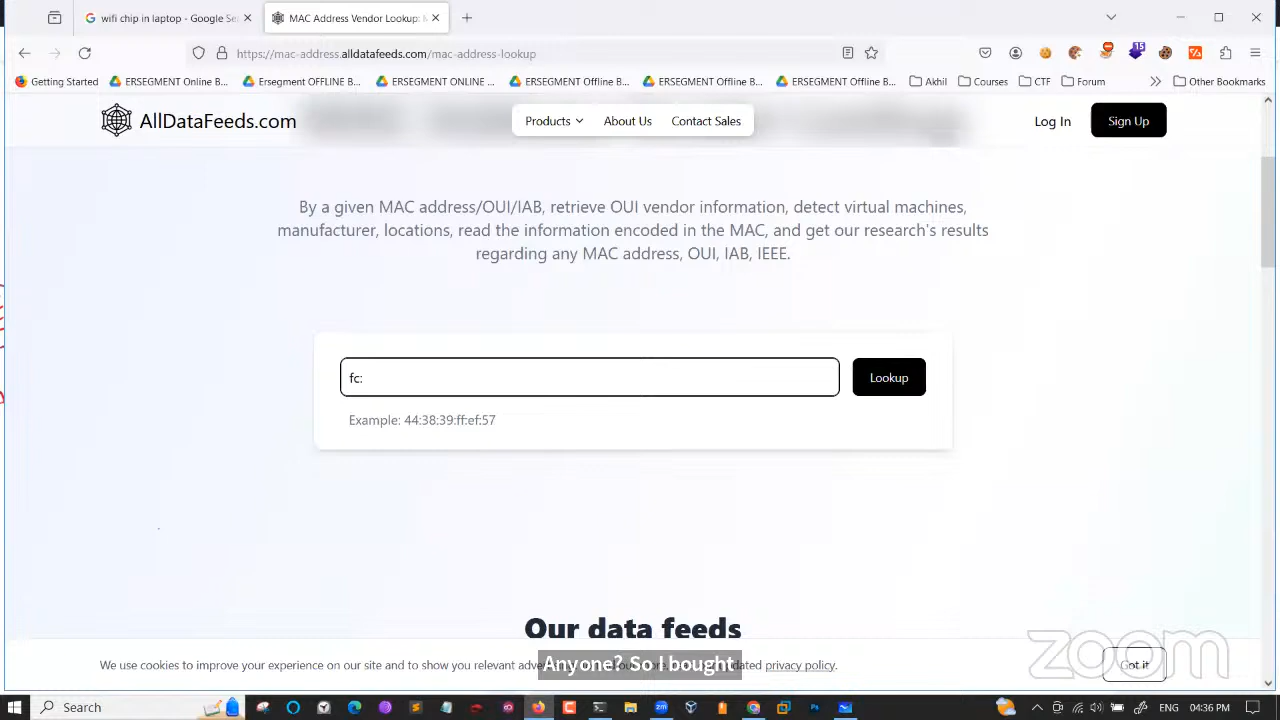 wifi chip in laptop - Google Se
MAC Address Vendor Lookup:
https://mac-address.alldatafeeds.com/mac-address-lookup
15
Getting Started
ERSEGMENT Online B...
Ersegment OFFLINE B...
ERSEGMENT ONLINE ...
ERSEGMENT Offline B...
ERSEGMENT Offline B...
ERSEGMENT Offline B...
Akhil
Courses
CTF
Forum
Other Bookmarks
AllDataFeeds.com
Products
About Us
Contact Sales
Log In
Sign Up
By a given MAC address/OUI/IAB, retrieve OUI vendor information, detect virtual machines,
manufacturer, locations, read the information encoded in the MAC, and get our research's results
regarding any MAC address, OUI, IAB, IEEE.
fc:
Lookup
Example: 44:38:39:ff:ef:57
Our data feeds
We use cookies to improve your experience on our site and to show you relevant privacy policy.
Got it
Anyone? So I bought
zoom
Search
ENG
04:36 PM